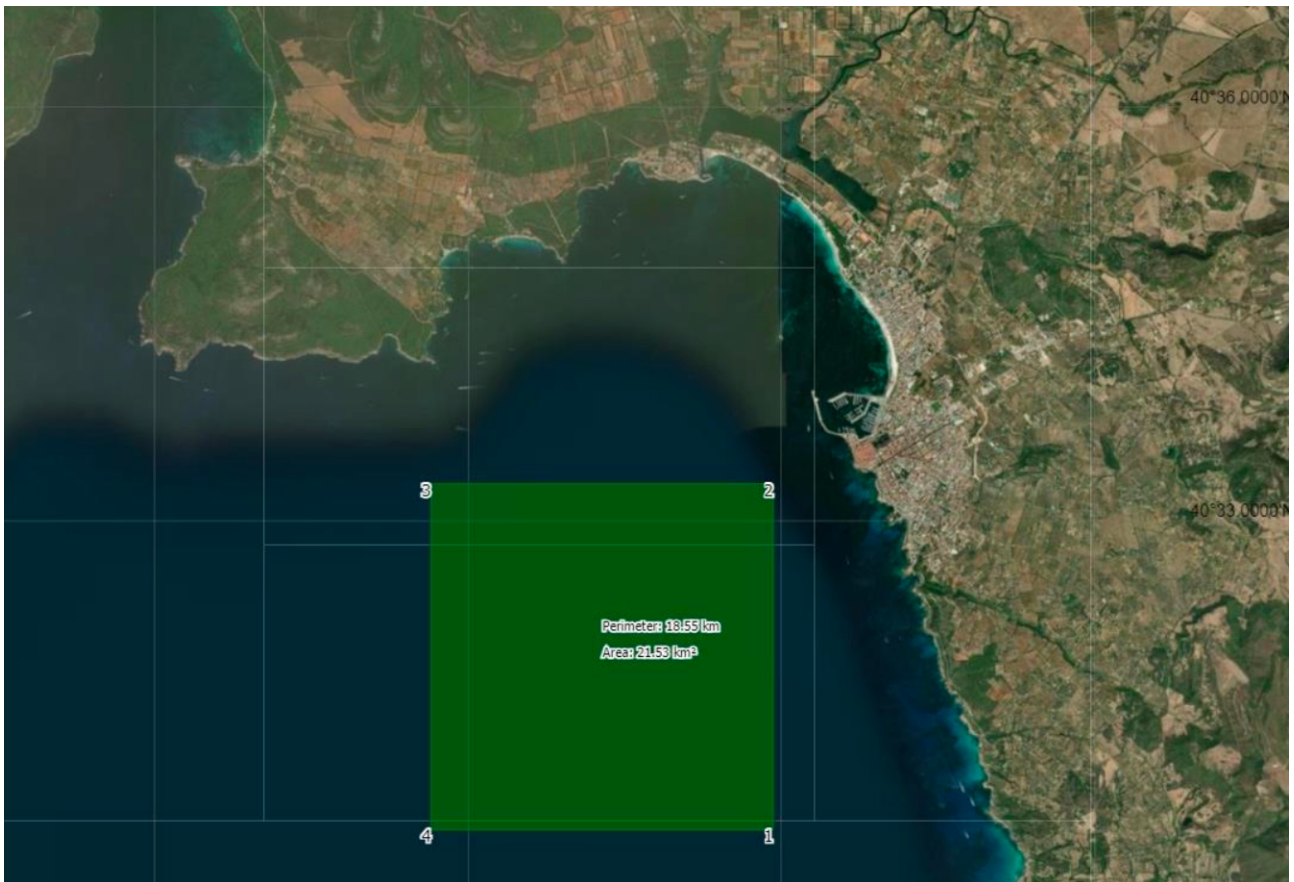 40°36,0000'N
3
2
40°33,0000'N
Perimeter: 18.55 km
Area: 21.53 km²
4
1